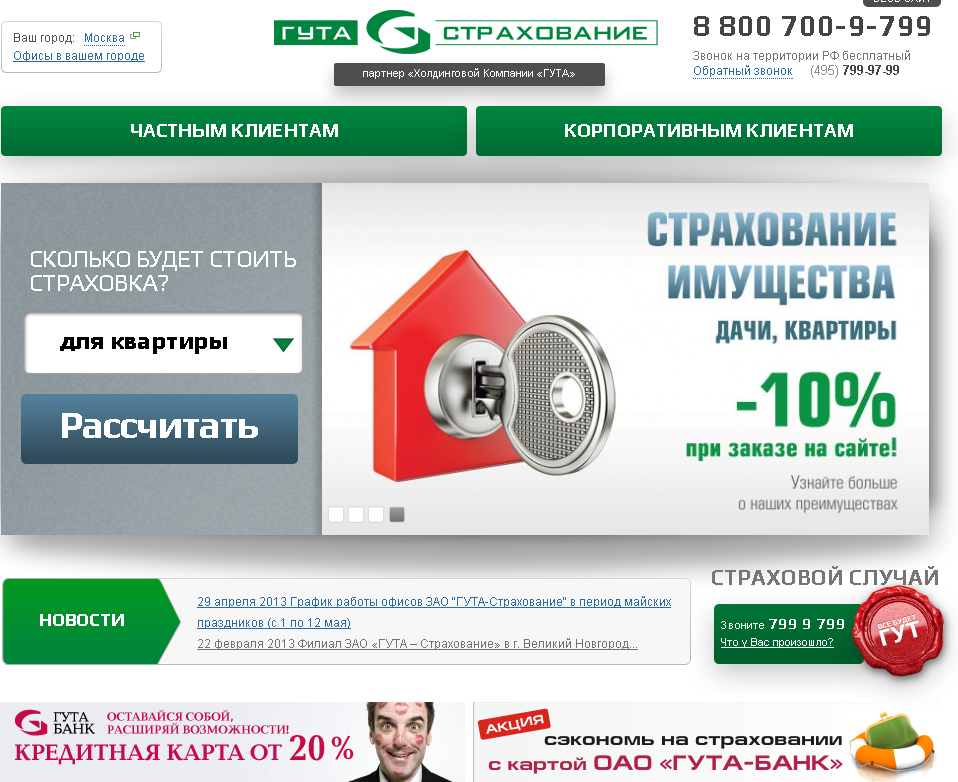 ВЕСЬ САЙТ
Ваш город: Москва
Офисы в вашем городе
ГУТА СТРАХОВАНИЕ
партнер «Холдинговой Компании «ГУТА»
8 800 700-9-799
Звонок на территории РФ бесплатный
Обратный звонок (495) 799-97-99
ЧАСТНЫМ КЛИЕНТАМ
КОРПОРАТИВНЫМ КЛИЕНТАМ
СКОЛЬКО БУДЕТ СТОИТЬ
СТРАХОВКА?
для квартиры
Рассчитать
СТРАХОВАНИЕ
ИМУЩЕСТВА
ДАЧИ, КВАРТИРЫ
-10%
при заказе на сайте!
Узнайте больше
о наших преимуществах
НОВОСТИ
29 апреля 2013 График работы офисов ЗАО "ГУТА-Страхование" в период майских
праздников (с 1 по 12 мая)
22 февраля 2013 Филиал ЗАО «ГУТА – Страхование» в г. Великий Новгород...
СТРАХОВОЙ СЛУЧАЙ
Звоните 799 9 799
Что у Вас произошло?
ВСЕ БУДЕТ
ГУТ
ГУТА
БАНК
ОСТАВАЙСЯ СОБОЙ,
РАСШИРЯЙ ВОЗМОЖНОСТИ!
КРЕДИТНАЯ КАРТА ОТ 20 %
АКЦИЯ
сэкономь на страховании
с картой ОАО «ГУТА-БАНК»